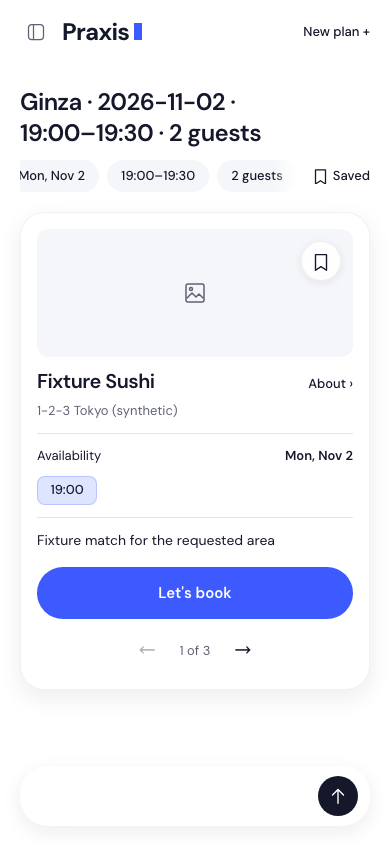 Praxis
New plan +
Ginza · 2026-11-02 ·
19:00–19:30 · 2 guests
Mon, Nov 2
19:00–19:30
2 guests
Saved
Fixture Sushi
About ›
1-2-3 Tokyo (synthetic)
Availability
Mon, Nov 2
19:00
Fixture match for the requested area
Let's book
← 1 of 3 →